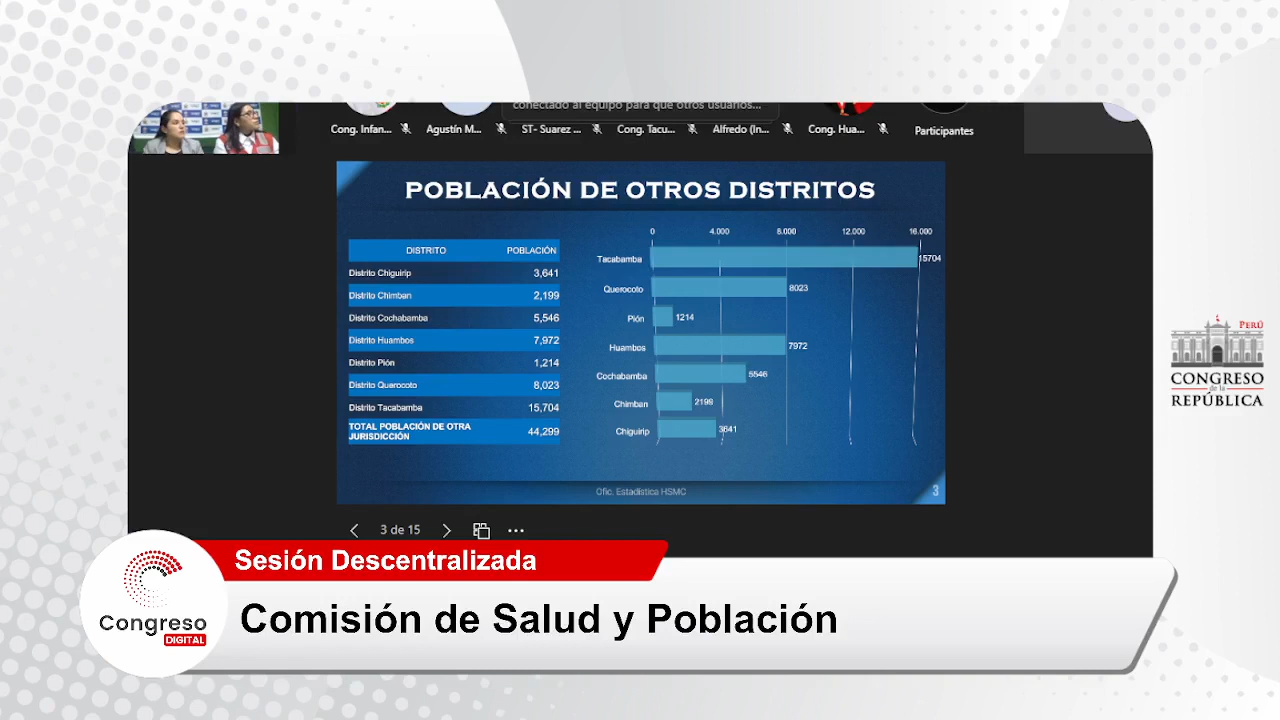 conectado al equipo para que otros usuarios...
Cong. Infan...
Agustín M...
ST- Suarez ...
Cong. Tacu...
Alfredo (In...
Cong. Hua...
Participantes
POBLACIÓN DE OTROS DISTRITOS
DISTRITO POBLACIÓN
Distrito Chiguirip 3,641
Distrito Chimban 2,199
Distrito Cochabamba 5,546
Distrito Huambos 7,972
Distrito Pión 1,214
Distrito Querocoto 8,023
Distrito Tacabamba 15,704
TOTAL POBLACIÓN DE OTRA
JURISDICCIÓN 44,299
0 4.000 8.000 12.000 16.000
Tacabamba 15704
Querocoto 8023
Pión 1214
Huambos 7972
Cochabamba 5546
Chimban 2199
Chiguirip 3641
Ofic. Estadística HSMC
3
3 de 15
PERÚ
CONGRESO
de la
REPÚBLICA
Sesión Descentralizada
Comisión de Salud y Población
Congreso
DIGITAL